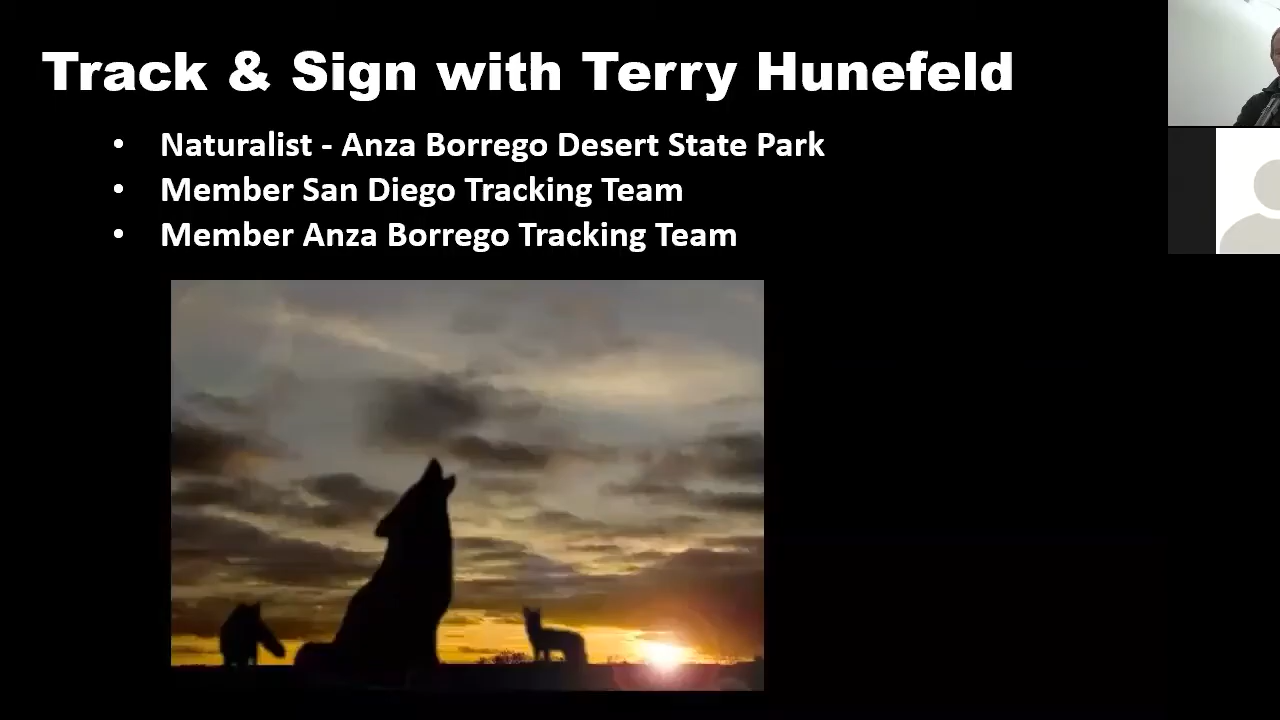 Track & Sign with Terry Hunefeld
• Naturalist - Anza Borrego Desert State Park
• Member San Diego Tracking Team
• Member Anza Borrego Tracking Team